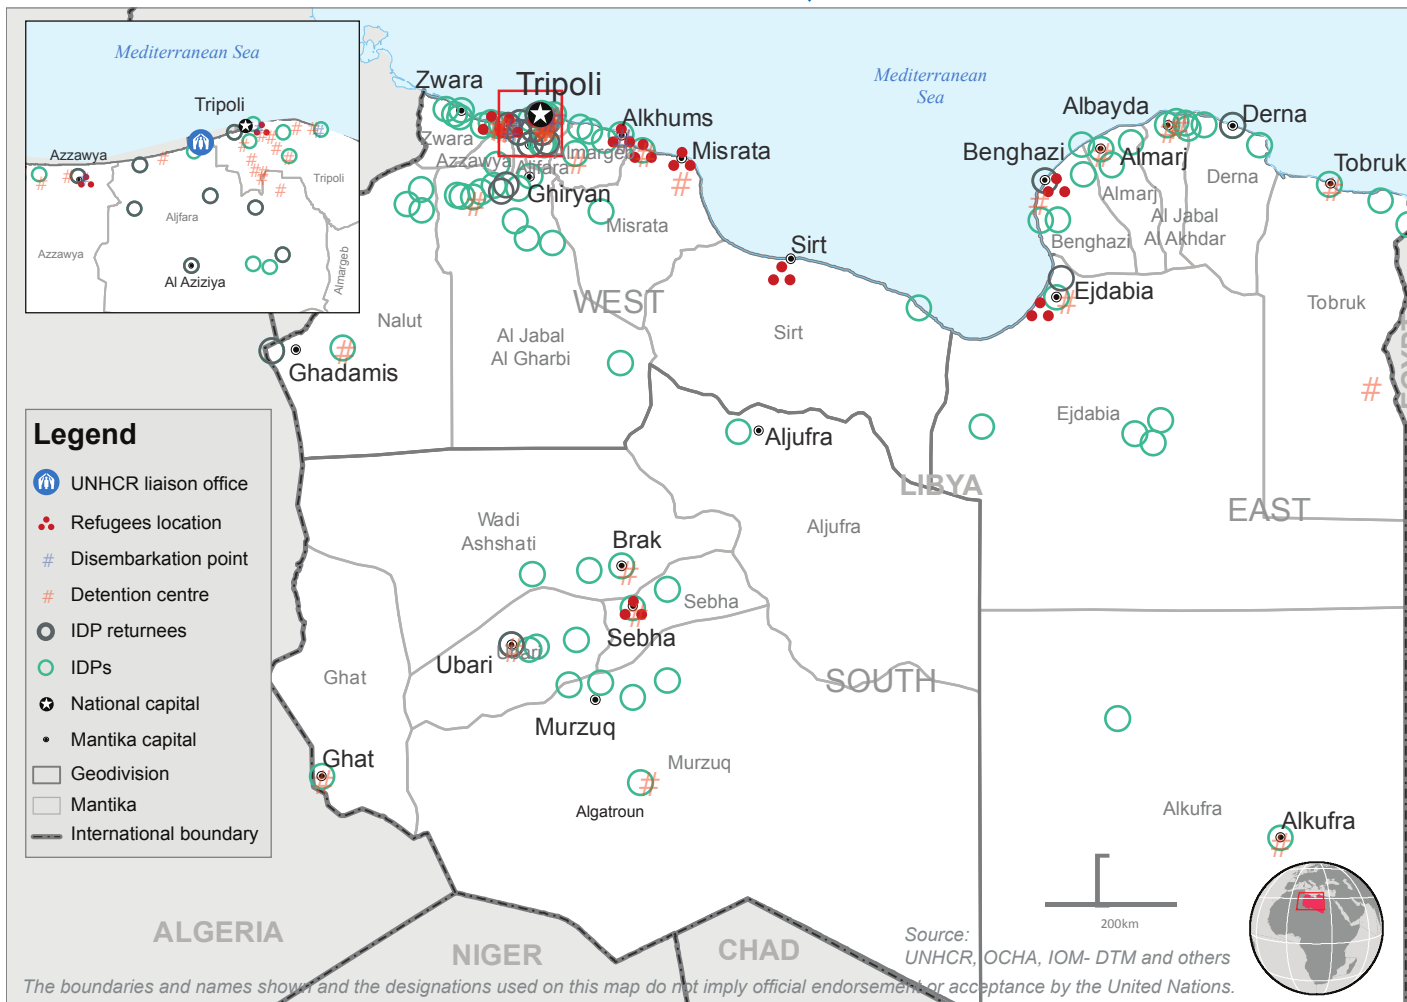 Mediterranean Sea
Tripoli
Azzawya
Tripoli
Aljfara
Azzawya
Almargeb
Al Aziziya
Mediterranean
Sea
Zwara
Tripoli
Alkhums
Misrata
Zwara
Azzawya
Almargeb
Aljfara
Ghiryan
Misrata
Albayda
Derna
Benghazi
Almarj
Tobruk
Almarj
Derna
Al Jabal
Al Akhdar
Benghazi
Sirt
Ejdabia
WEST
Nalut
Al Jabal
Al Gharbi
Sirt
Tobruk
Ghadamis
Ejdabia
Aljufra
LIBYA
EAST
Wadi
Ashshati
Aljufra
Brak
Sebha
Sebha
Ubari
Ubari
Ghat
SOUTH
Murzuq
Ghat
Murzuq
Algatroun
Alkufra
Alkufra
Legend
UNHCR liaison office
Refugees location
Disembarkation point
Detention centre
IDP returnees
IDPs
National capital
Mantika capital
Geodivision
Mantika
International boundary
ALGERIA
NIGER
CHAD
200km
Source:
UNHCR, OCHA, IOM- DTM and others
The boundaries and names shown and the designations used on this map do not imply official endorsement or acceptance by the United Nations.